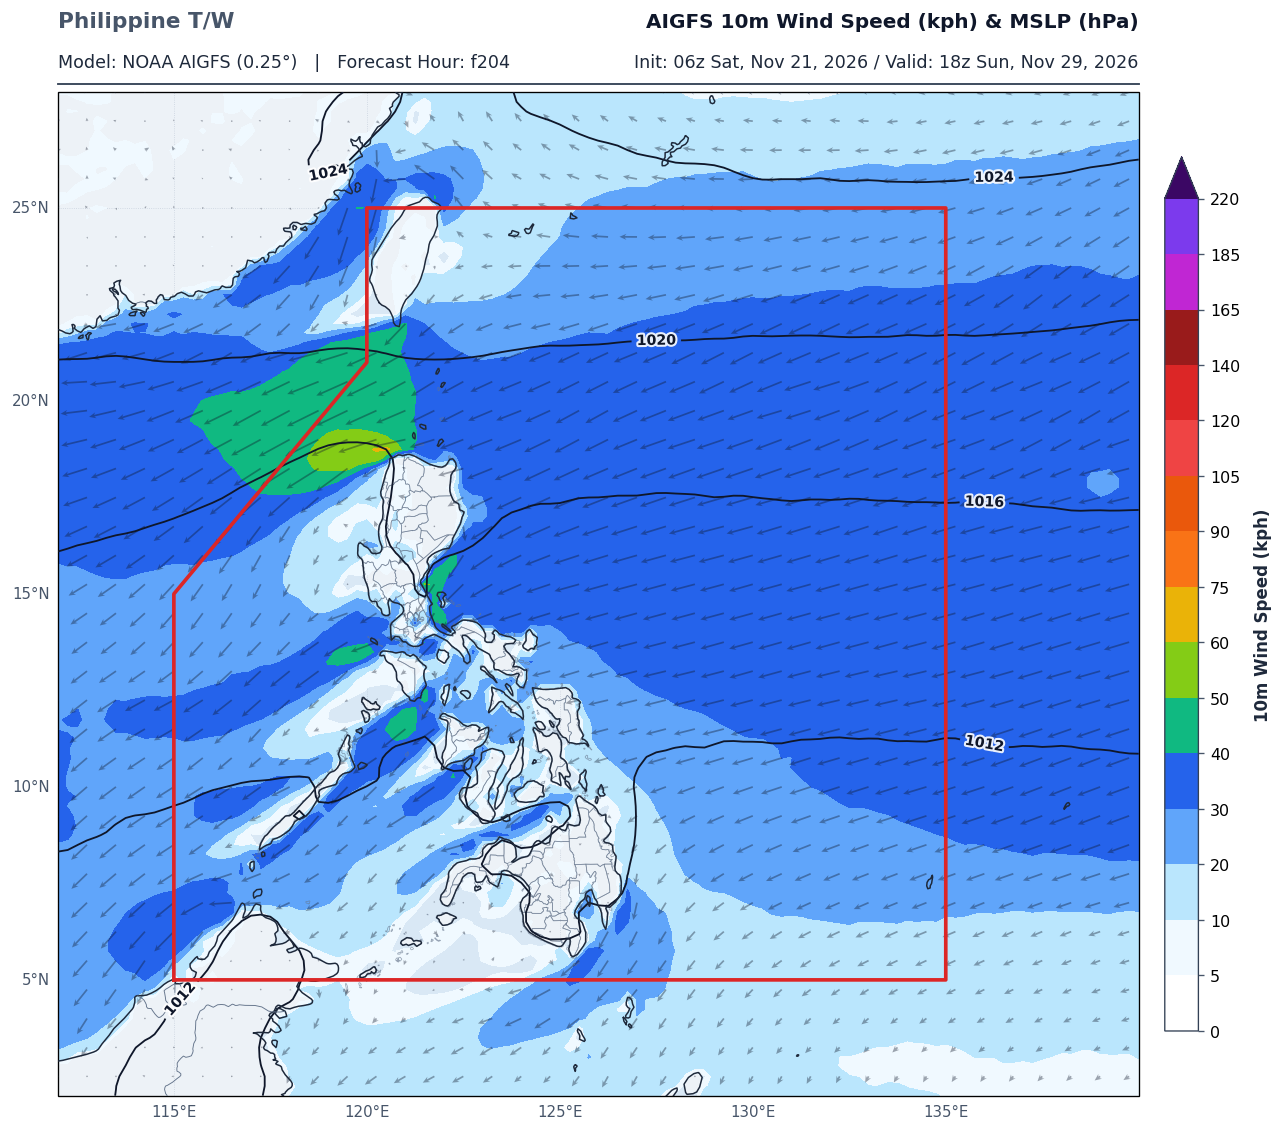 Philippine T/W
AIGFS 10m Wind Speed (kph) & MSLP (hPa)
Model: NOAA AIGFS (0.25°) | Forecast Hour: f204
Init: 06z Sat, Nov 21, 2026 / Valid: 18z Sun, Nov 29, 2026
1024
1024
1020
1016
1012
1012
25°N
20°N
15°N
10°N
5°N
115°E
120°E
125°E
130°E
135°E
220
185
165
140
120
105
90
75
60
50
40
30
20
10
5
0
10m Wind Speed (kph)